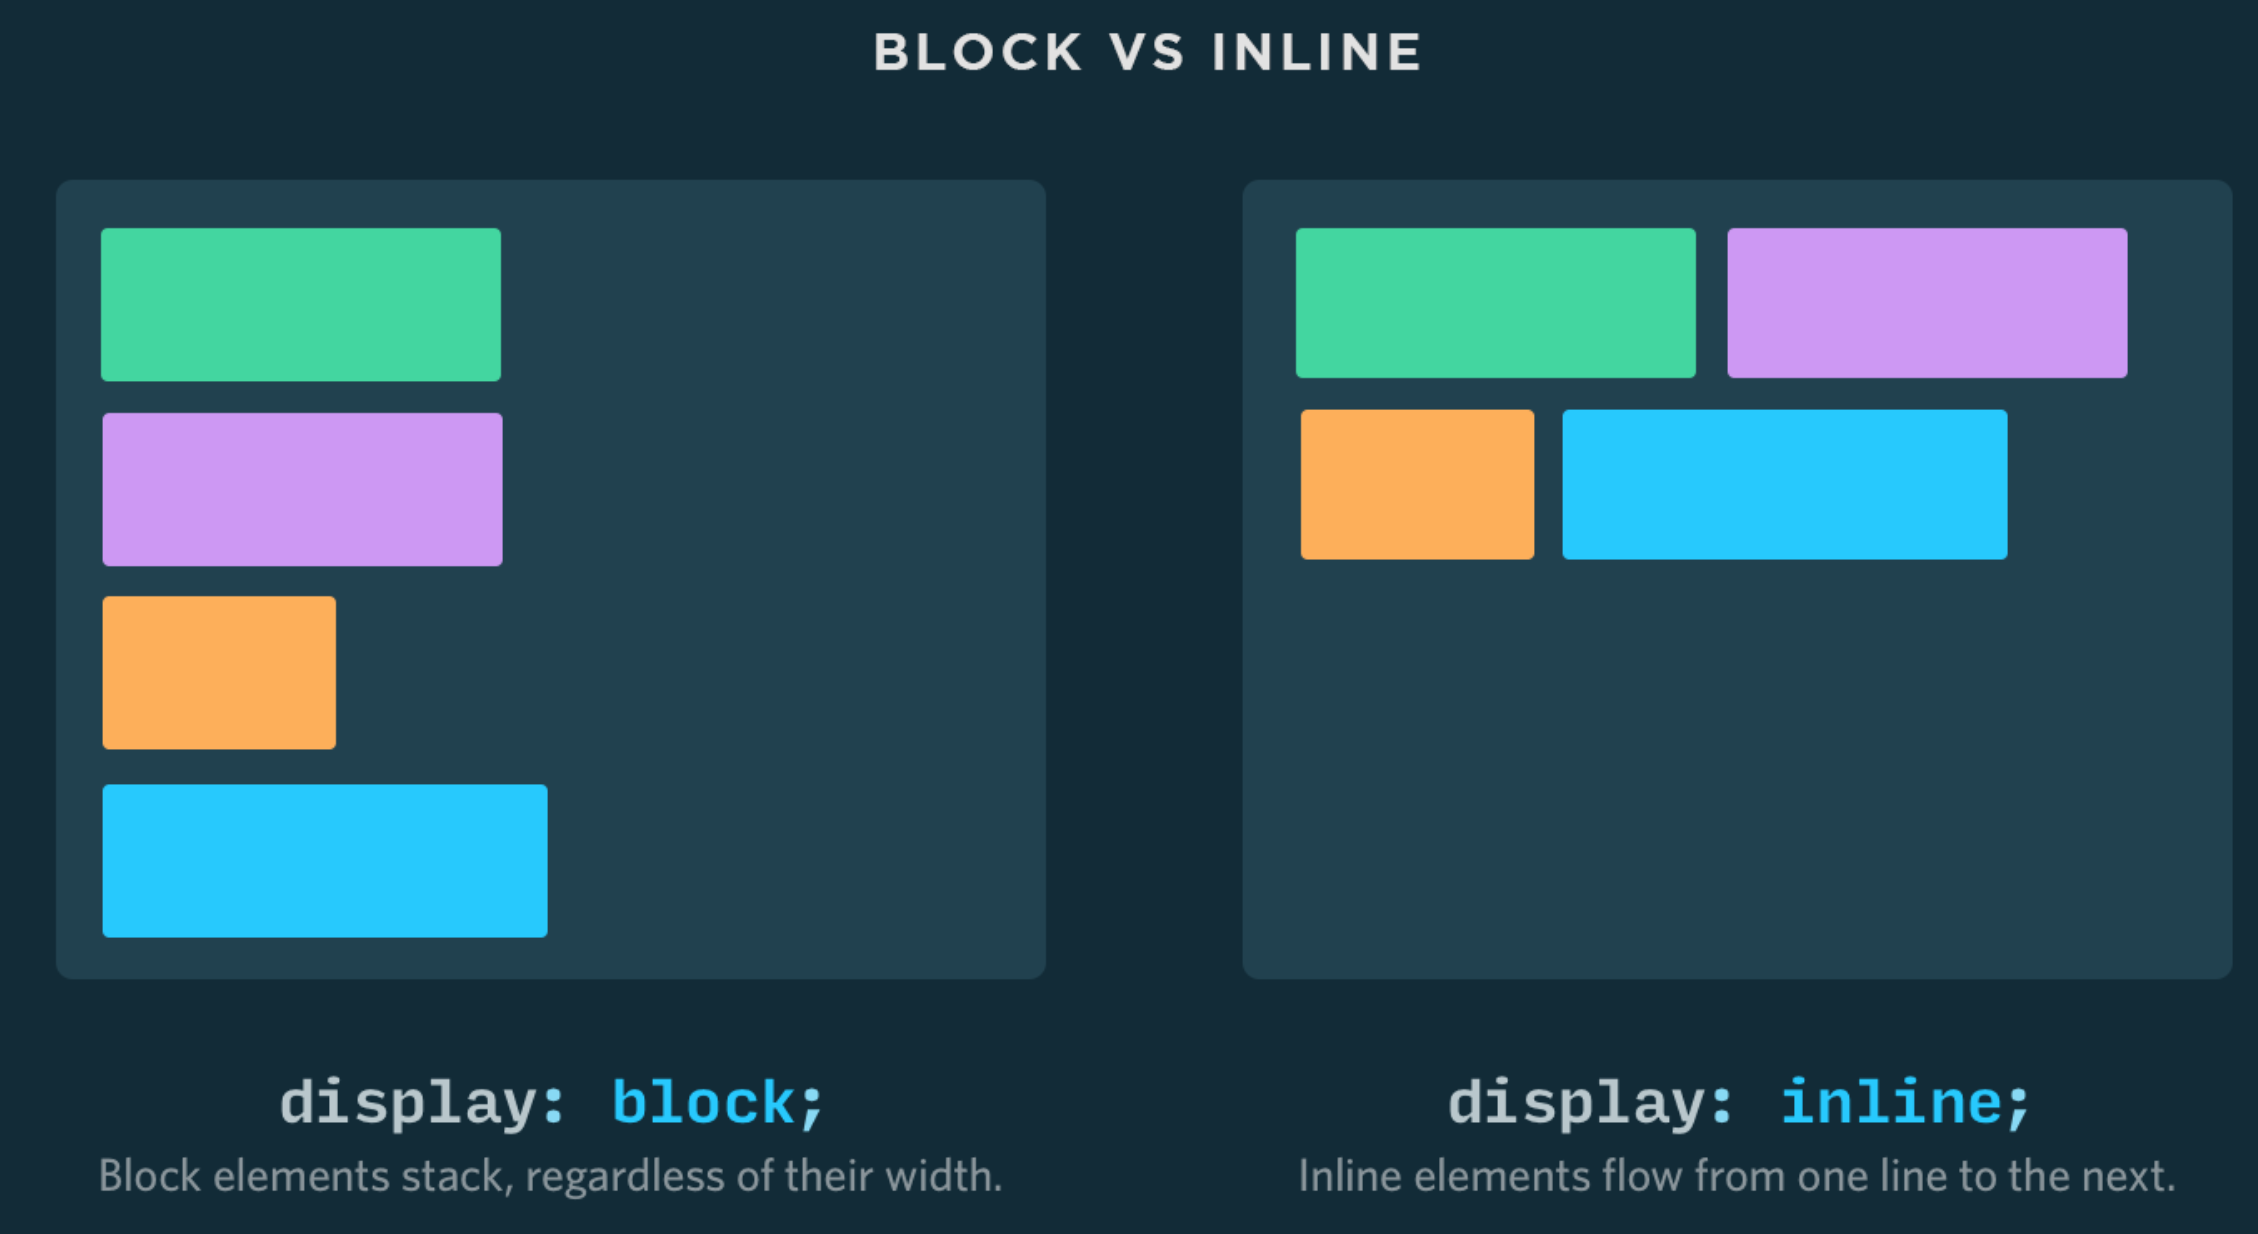 BLOCK VS INLINE
display: block;
Block elements stack, regardless of their width.
display: inline;
Inline elements flow from one line to the next.